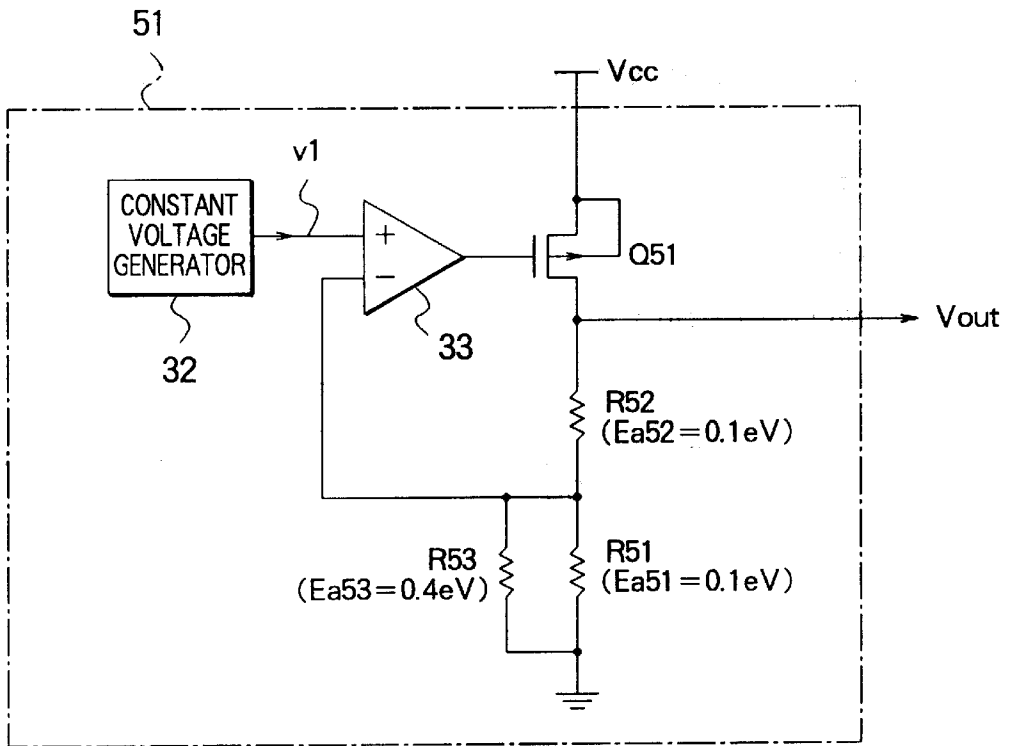 51
Vcc
v1
CONSTANT
VOLTAGE
GENERATOR
+
−
Q51
Vout
32
33
R52
(Ea52=0.1eV)
R53
(Ea53=0.4eV)
R51
(Ea51=0.1eV)